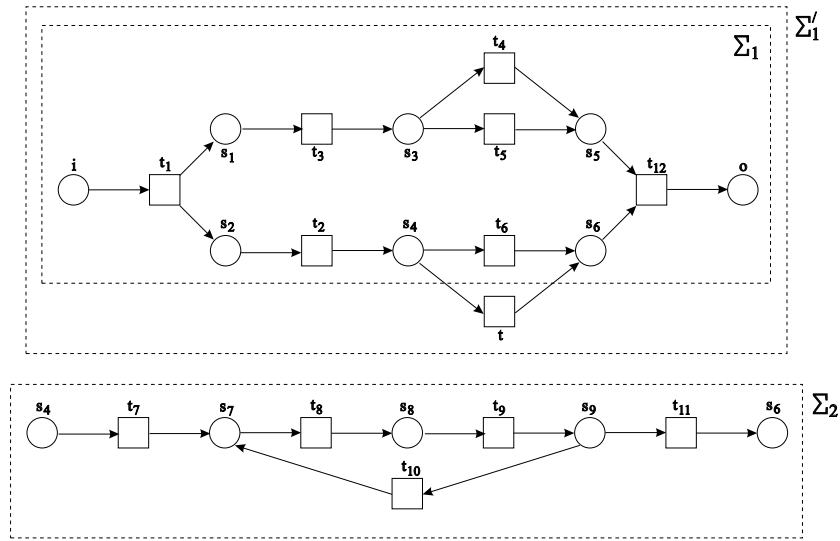 Σ₁′
Σ₁
t₄
i
t₁
s₁
t₃
s₃
t₅
s₅
t₁₂
o
s₂
t₂
s₄
t₆
s₆
t
Σ₂
s₄
t₇
s₇
t₈
s₈
t₉
s₉
t₁₁
s₆
t₁₀